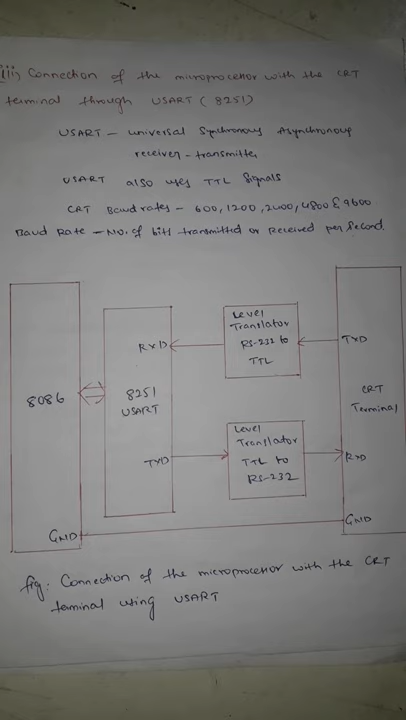 iii, Connection of the microprocessor with the CRT
terminal through USART (8251)
USART - universal Synchronous Asynchronous
receiver - transmitter
USART also uses TTL Signals
CRT Baud rates - 600, 1200, 2400, 4800 & 9600
Baud Rate - No. of bits transmitted or Received per Second.
8086
GND
RXD
8251
USART
TXD
Level
Translator
RS-232 to
TTL
Level
Translator
TTL to
RS-232
TXD
CRT
Terminal
RXD
GND
fig: Connection of the microprocessor with the CRT
terminal using USART